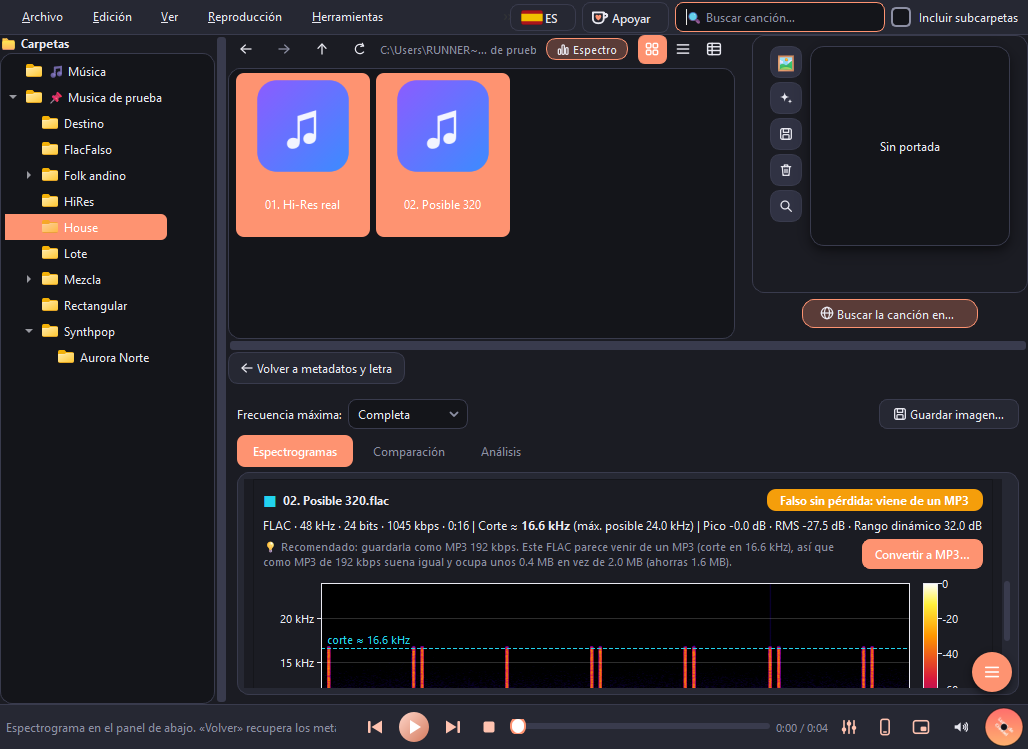 Archivo
Edición
Ver
Reproducción
Herramientas
ES
Apoyar
Buscar canción...
Incluir subcarpetas
Carpetas
Música
Musica de prueba
Destino
FlacFalso
Folk andino
HiRes
House
Lote
Mezcla
Rectangular
Synthpop
Aurora Norte
C:\Users\RUNNER~... de prueb
Espectro
01. Hi-Res real
02. Posible 320
Sin portada
Buscar la canción en...
Volver a metadatos y letra
Frecuencia máxima:
Completa
Guardar imagen...
Espectrogramas
Comparación
Análisis
02. Posible 320.flac
Falso sin pérdida: viene de un MP3
FLAC · 48 kHz · 24 bits · 1045 kbps · 0:16 | Corte ≈ 16.6 kHz (máx. posible 24.0 kHz) | Pico -0.0 dB · RMS -27.5 dB · Rango dinámico 32.0 dB
Recomendado: guardarla como MP3 192 kbps. Este FLAC parece venir de un MP3 (corte en 16.6 kHz), así que
como MP3 de 192 kbps suena igual y ocupa unos 0.4 MB en vez de 2.0 MB (ahorras 1.6 MB).
Convertir a MP3...
20 kHz
corte ≈ 16.6 kHz
15 kHz
0
-20
-40
-60
Espectrograma en el panel de abajo. «Volver» recupera los meta
0:00 / 0:04